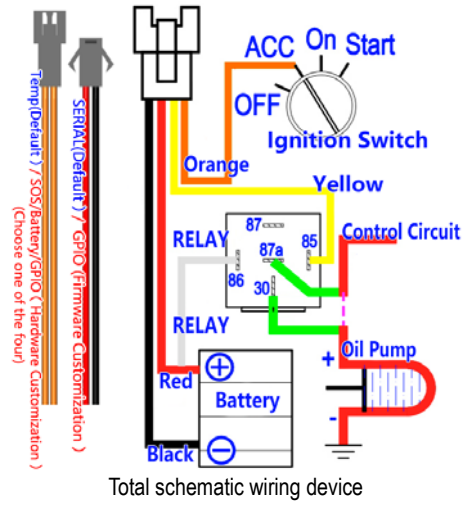 ACC On Start
OFF
Ignition Switch
Orange
Yellow
Temp(Default ) / SOS/Battery/GPIO ( Hardware Customization )
(Choose one of the four)
SERIAL(Default) / GPIO (Firmware Customization )
RELAY
87
87a
85
86
30
Control Circuit
RELAY
Oil Pump
+
-
Red
Battery
Black
Total schematic wiring device